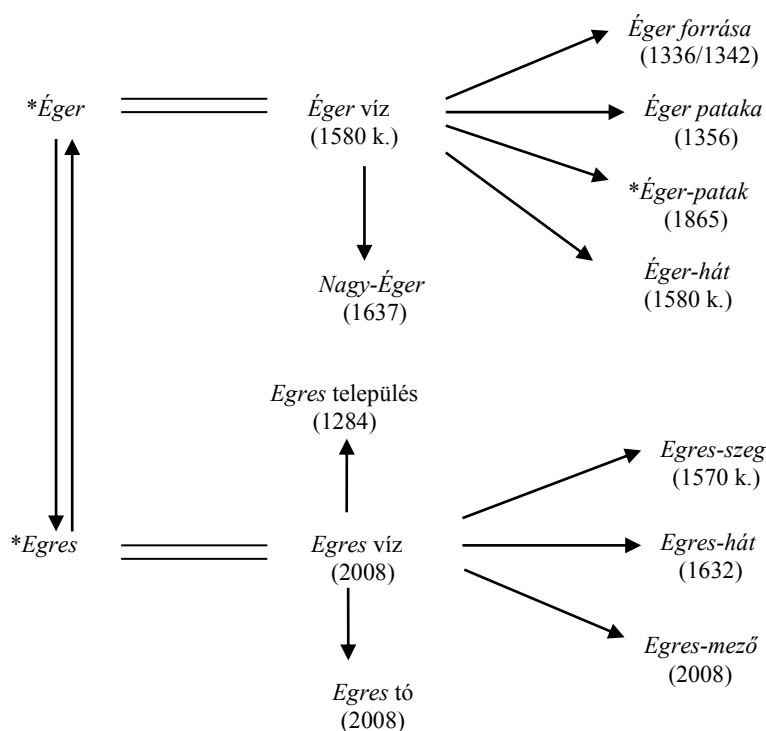 Éger forrása
(1336/1342)
*Éger
Éger víz
(1580 k.)
Éger pataka
(1356)
*Éger-patak
(1865)
Éger-hát
(1580 k.)
Nagy-Éger
(1637)
Egres település
(1284)
Egres-szeg
(1570 k.)
*Egres
Egres víz
(2008)
Egres-hát
(1632)
Egres-mező
(2008)
Egres tó
(2008)